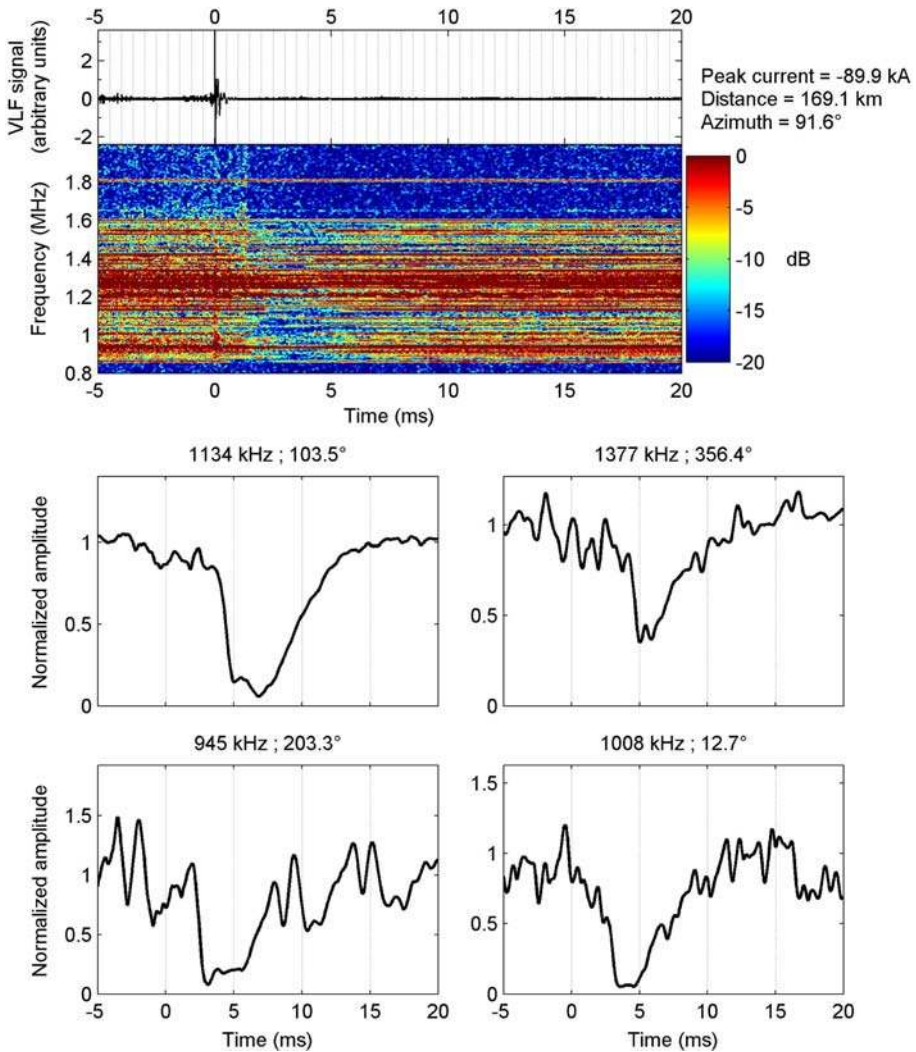 -5 0 5 10 15 20
VLF signal
(arbitrary units)
2
0
-2
Peak current = -89.9 kA
Distance = 169.1 km
Azimuth = 91.6°
Frequency (MHz)
1.8
1.6
1.4
1.2
1
0.8
0
-5
-10
-15
-20
dB
-5 0 5 10 15 20
Time (ms)
1134 kHz ; 103.5°
Normalized amplitude
1
0.5
0
1377 kHz ; 356.4°
1
0.5
0
945 kHz ; 203.3°
Normalized amplitude
1.5
1
0.5
0
-5 0 5 10 15 20
Time (ms)
1008 kHz ; 12.7°
1.5
1
0.5
0
-5 0 5 10 15 20
Time (ms)